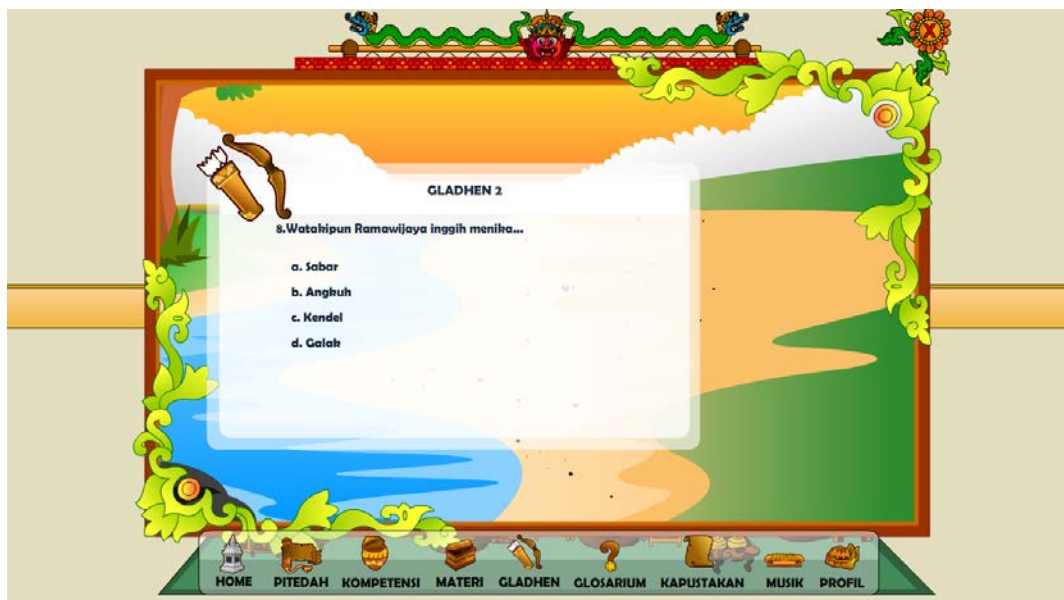 X
GLADHEN 2
8.Watakipun Ramawijaya inggih menika...
a. Sabar
b. Angkuh
c. Kendel
d. Galak
HOME PITEDAH KOMPETENSI MATERI GLADHEN GLOSARIUM KAPUSTAKAN MUSIK PROFIL